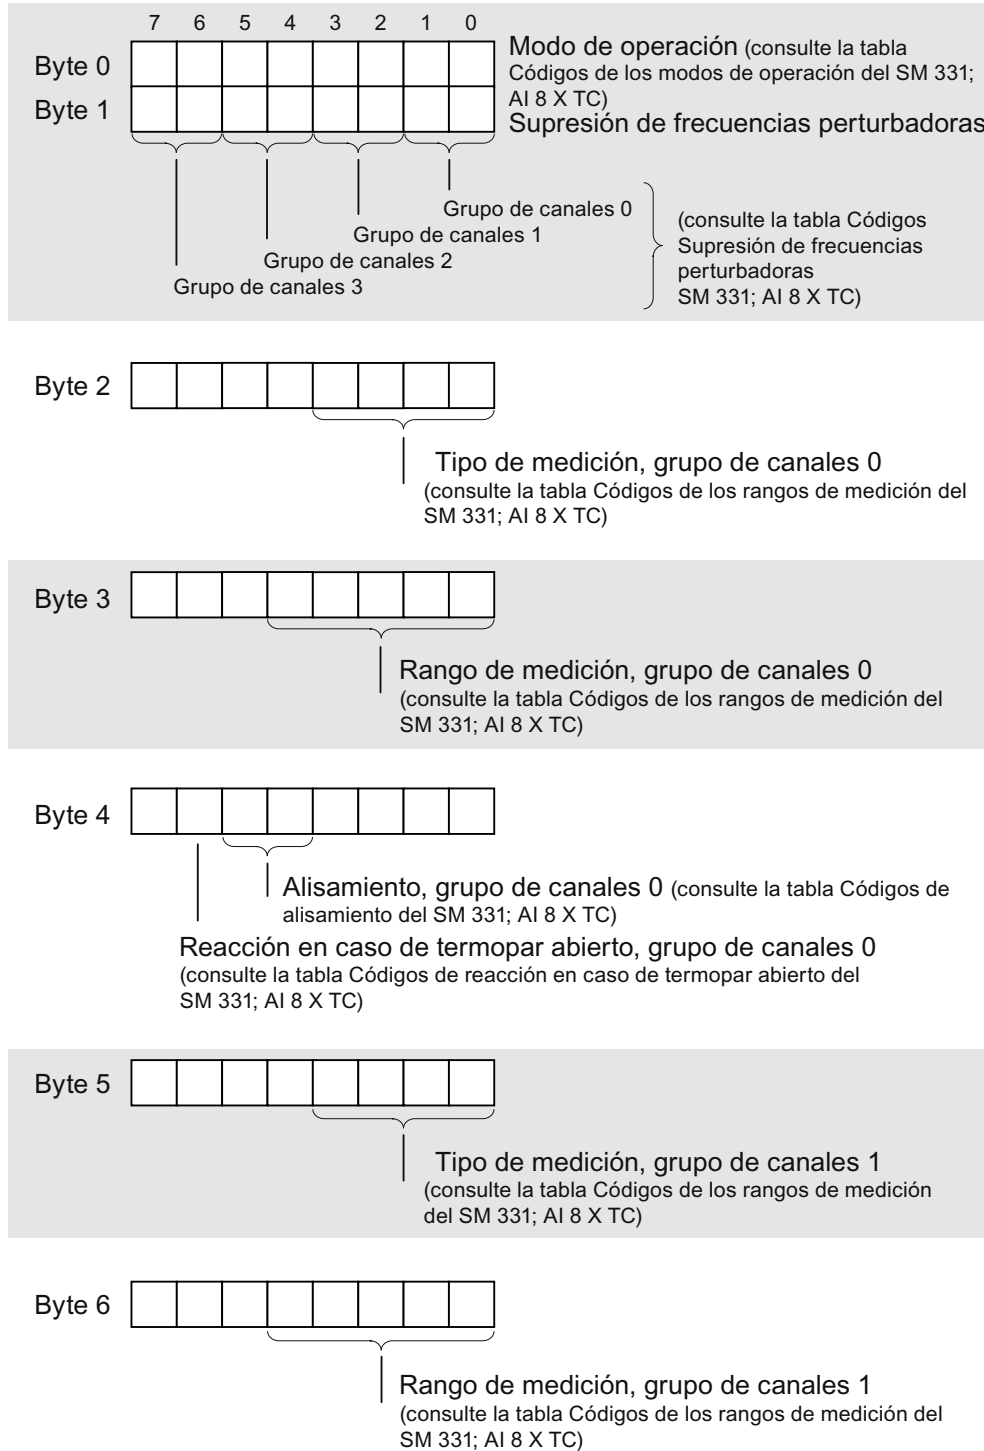 7 6 5 4 3 2 1 0
Byte 0
Modo de operación (consulte la tabla
Códigos de los modos de operación del SM 331;
AI 8 X TC)
Byte 1
Supresión de frecuencias perturbadoras
Grupo de canales 0
Grupo de canales 1
Grupo de canales 2
Grupo de canales 3
(consulte la tabla Códigos
Supresión de frecuencias
perturbadoras
SM 331; AI 8 X TC)
Byte 2
Tipo de medición, grupo de canales 0
(consulte la tabla Códigos de los rangos de medición del
SM 331; AI 8 X TC)
Byte 3
Rango de medición, grupo de canales 0
(consulte la tabla Códigos de los rangos de medición del
SM 331; AI 8 X TC)
Byte 4
Alisamiento, grupo de canales 0 (consulte la tabla Códigos de
alisamiento del SM 331; AI 8 X TC)
Reacción en caso de termopar abierto, grupo de canales 0
(consulte la tabla Códigos de reacción en caso de termopar abierto del
SM 331; AI 8 X TC)
Byte 5
Tipo de medición, grupo de canales 1
(consulte la tabla Códigos de los rangos de medición
del SM 331; AI 8 X TC)
Byte 6
Rango de medición, grupo de canales 1
(consulte la tabla Códigos de los rangos de medición del
SM 331; AI 8 X TC)